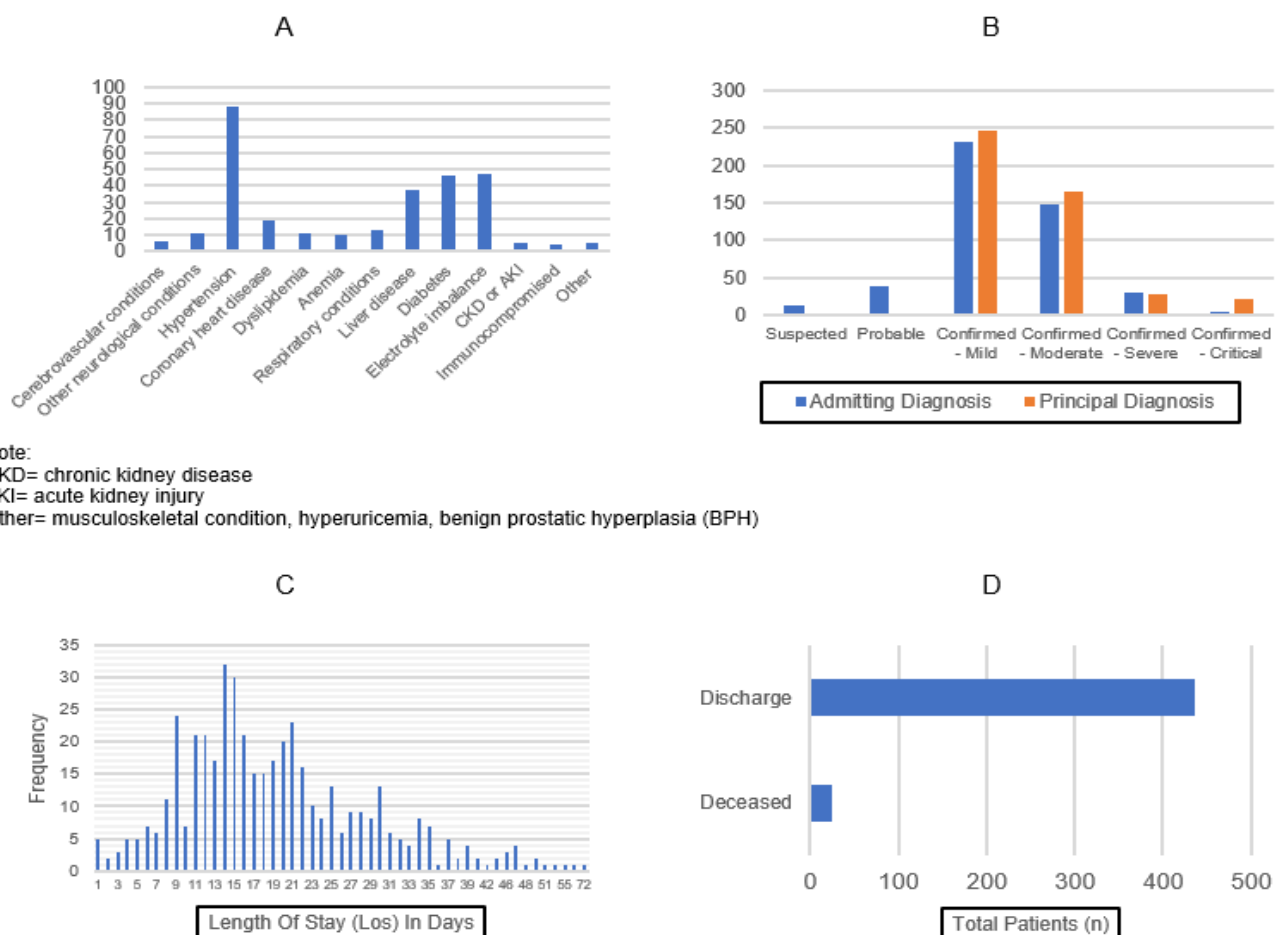 A
100
90
80
70
60
50
40
30
20
10
0
Cerebrovascular conditions
Other neurological conditions
Hypertension
Coronary heart disease
Dyslipidemia
Anemia
Respiratory conditions
Liver disease
Diabetes
Electrolyte imbalance
CKD or AKI
Immunocompromised
Other
B
300
250
200
150
100
50
0
Suspected Probable Confirmed Confirmed Confirmed Confirmed
- Mild - Moderate - Severe - Critical
Admitting Diagnosis Principal Diagnosis
ote:
KD= chronic kidney disease
KI= acute kidney injury
ther= musculoskeletal condition, hyperuricemia, benign prostatic hyperplasia (BPH)
C
35
30
25
20
15
10
5
0
Frequency
1 3 5 7 9 11 13 15 17 19 21 23 25 27 29 31 33 35 37 39 42 46 48 51 55 72
Length Of Stay (Los) In Days
D
Discharge
Deceased
0 100 200 300 400 500
Total Patients (n)